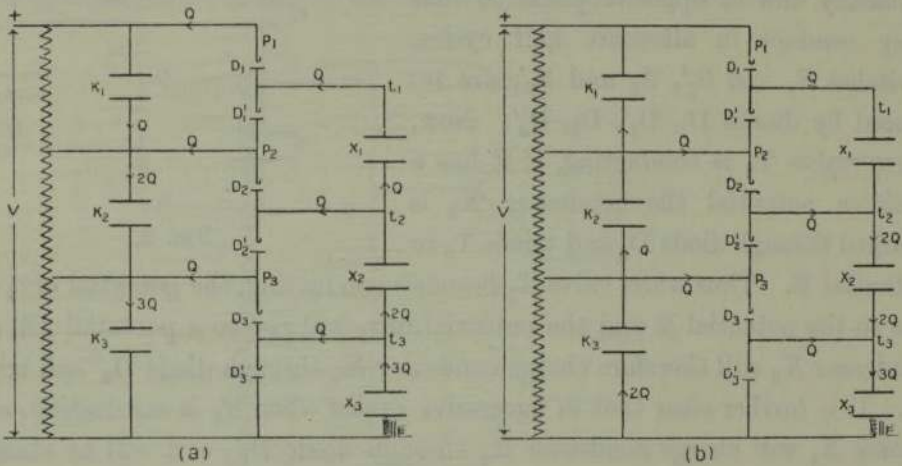 + Q
P₁
K₁ D₁ Q t₁
D₁'
Q Q P₂ X₁
2Q D₂ Q
K₂ Q t₂
D₂'
V Q P₃ X₂
3Q D₃ 2Q
K₃ Q t₃
D₃' 3Q
X₃
E
(a)
+
P₁
K₁ D₁ Q t₁
D₁'
Q P₂ X₁
D₂
K₂ Q t₂
D₂' 2Q
V Q Q P₃ X₂
D₃ 2Q
K₃ Q t₃
2Q D₃' 3Q
X₃
E
(b)